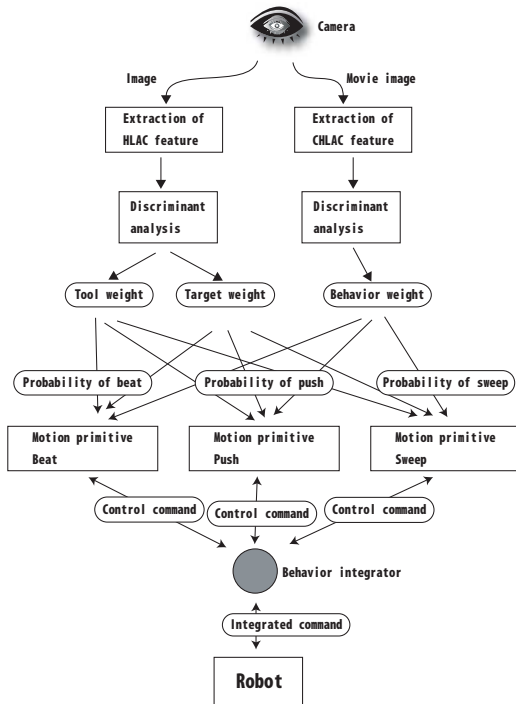 Camera
Image
Movie image
Extraction of
HLAC feature
Extraction of
CHLAC feature
Discriminant
analysis
Discriminant
analysis
Tool weight
Target weight
Behavior weight
Probability of beat
Probability of push
Probability of sweep
Motion primitive
Beat
Motion primitive
Push
Motion primitive
Sweep
Control command
Control command
Control command
Behavior integrator
Integrated command
Robot